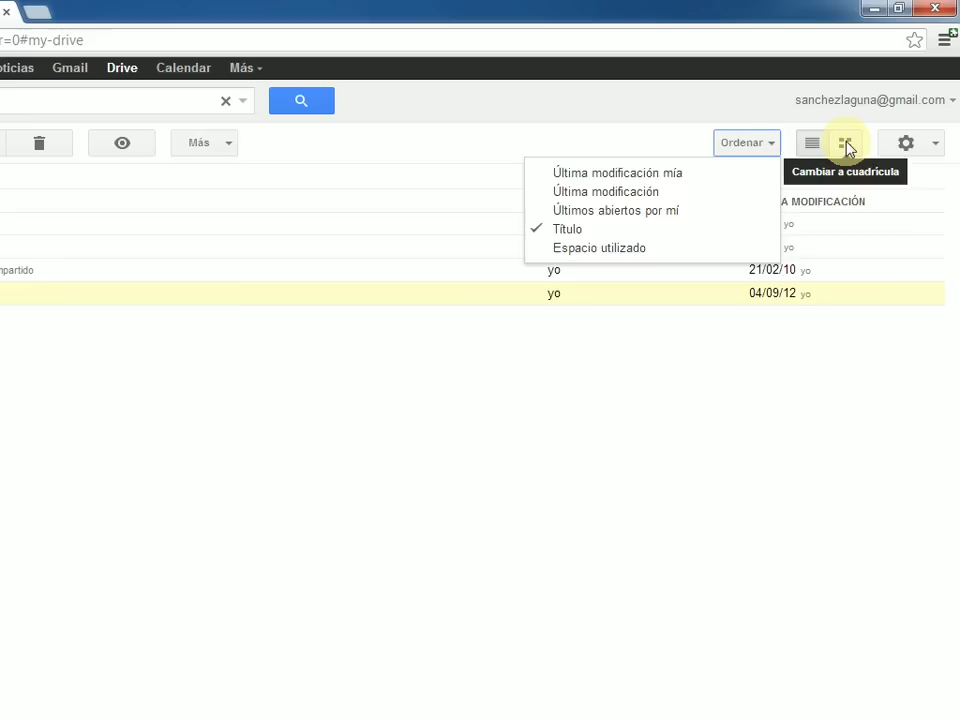 r=0#my-drive
oticias Gmail Drive Calendar Más
sanchezlaguna@gmail.com
Más Ordenar
Cambiar a cuadrícula
Última modificación mía
Última modificación
Últimos abiertos por mí
Título
Espacio utilizado
A MODIFICACIÓN
yo
yo
mpartido yo 21/02/10 yo
yo 04/09/12 yo